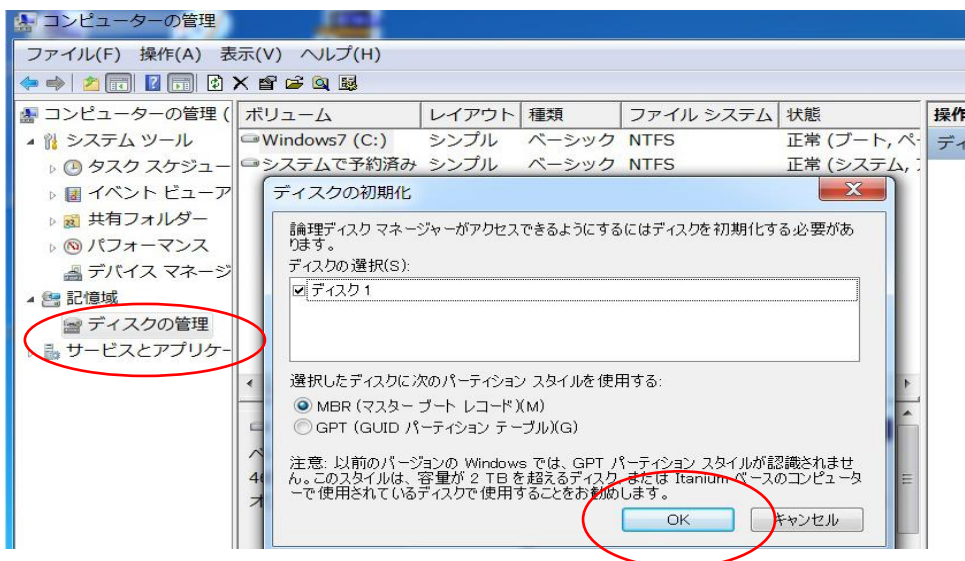 コンピューターの管理
ファイル(F) 操作(A) 表示(V) ヘルプ(H)
コンピューターの管理 (
システム ツール
タスク スケジュー
イベント ビューア
共有フォルダー
パフォーマンス
デバイス マネージ
記憶域
ディスクの管理
サービスとアプリケー
ボリューム レイアウト 種類 ファイル システム 状態
Windows7 (C:) シンプル ベーシック NTFS 正常 (ブート, ペー
システムで予約済み シンプル ベーシック NTFS 正常 (システム,
操作
ディ
ディスクの初期化
論理ディスク マネージャーがアクセスできるようにするにはディスクを初期化する必要があ
ります。
ディスクの選択(S):
ディスク 1
選択したディスクに次のパーティション スタイルを使用する:
MBR (マスター ブート レコード)(M)
GPT (GUID パーティション テーブル)(G)
注意: 以前のバージョンの Windows では、GPT パーティション スタイルが認識されませ
ん。このスタイルは、容量が 2 TB を超えるディスク、または Itanium ベースのコンピュータ
ーで使用されているディスクで使用することをお勧めします。
OK キャンセル